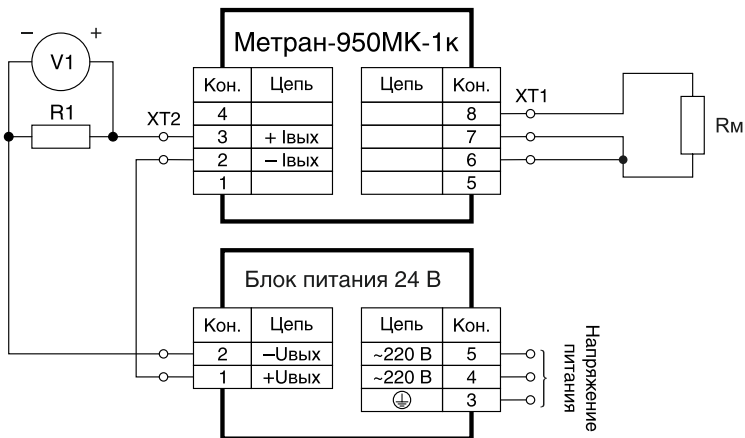 Метран-950МК-1к
− +
V1
R1
XT2
Кон. Цепь
4
3 + Iвых
2 − Iвых
1
Цепь Кон.
8
7
6
5
XT1
Rм
Блок питания 24 В
Кон. Цепь
2 −Uвых
1 +Uвых
Цепь Кон.
~220 В 5
~220 В 4
3
Напряжение
питания